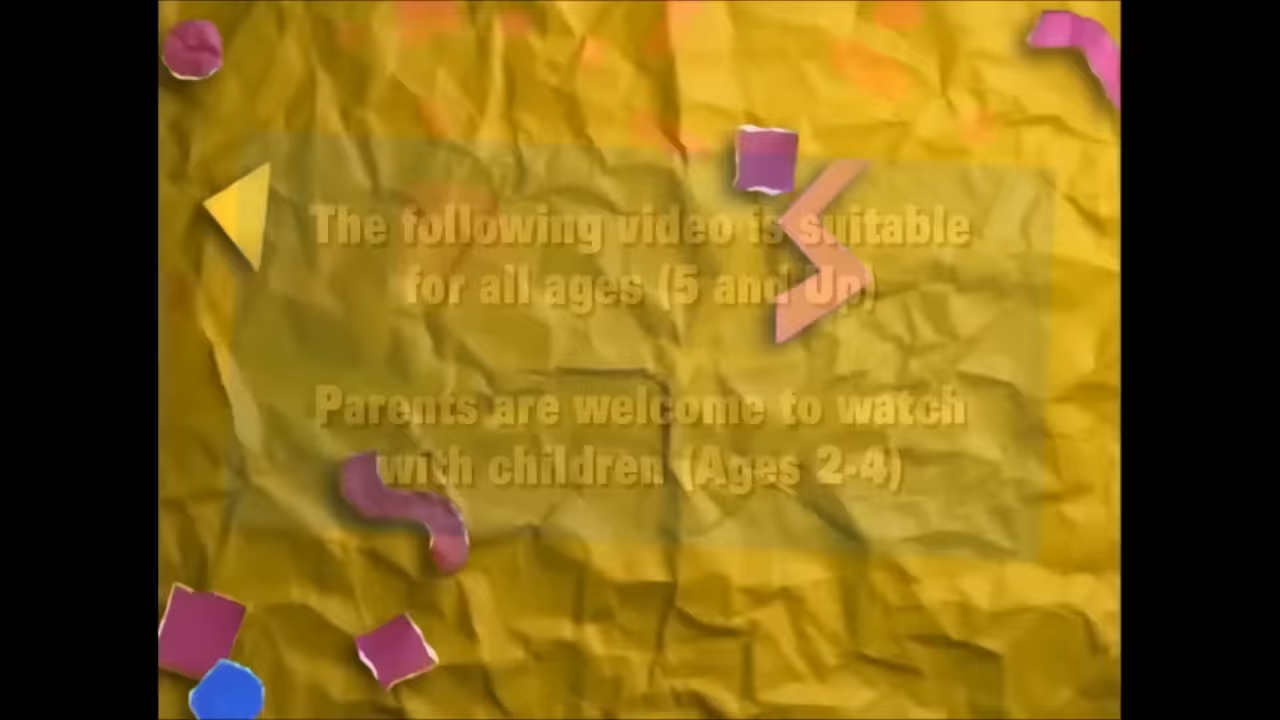 The following video is suitable
for all ages (5 and Up)
Parents are welcome to watch
with children (Ages 2-4)